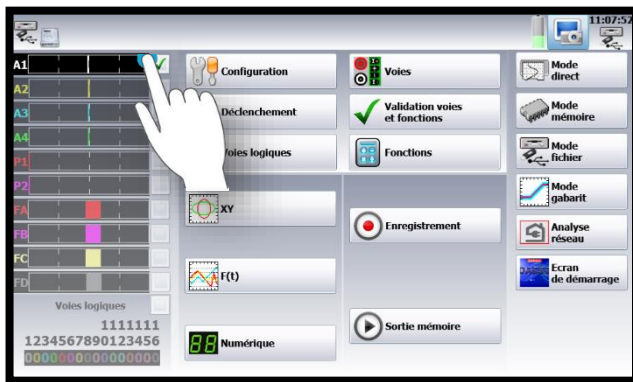 11:07:52
A1
A2
A3
A4
P1
P2
FA
FB
FC
FD
Voies logiques
1111111
1234567890123456
0000000000000000
Configuration
Déclenchement
Voies logiques
XY
F(t)
Numérique
Voies
Validation voies
et fonctions
Fonctions
Enregistrement
Sortie mémoire
Mode
direct
Mode
mémoire
Mode
fichier
Mode
gabarit
Analyse
réseau
Ecran
de démarrage